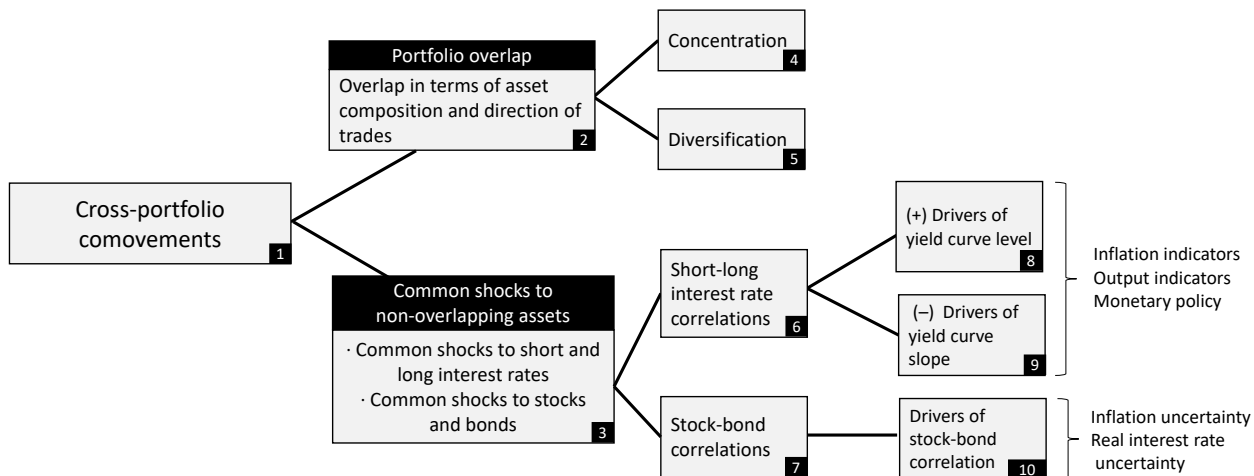 Cross-portfolio
comovements
1
Portfolio overlap
Overlap in terms of asset
composition and direction of
trades
2
Common shocks to
non-overlapping assets
· Common shocks to short and
long interest rates
· Common shocks to stocks
and bonds
3
Concentration
4
Diversification
5
Short-long
interest rate
correlations
6
Stock-bond
correlations
7
(+) Drivers of
yield curve level
8
(–) Drivers of
yield curve
slope
9
Drivers of
stock-bond
correlation
10
Inflation indicators
Output indicators
Monetary policy
Inflation uncertainty
Real interest rate
uncertainty